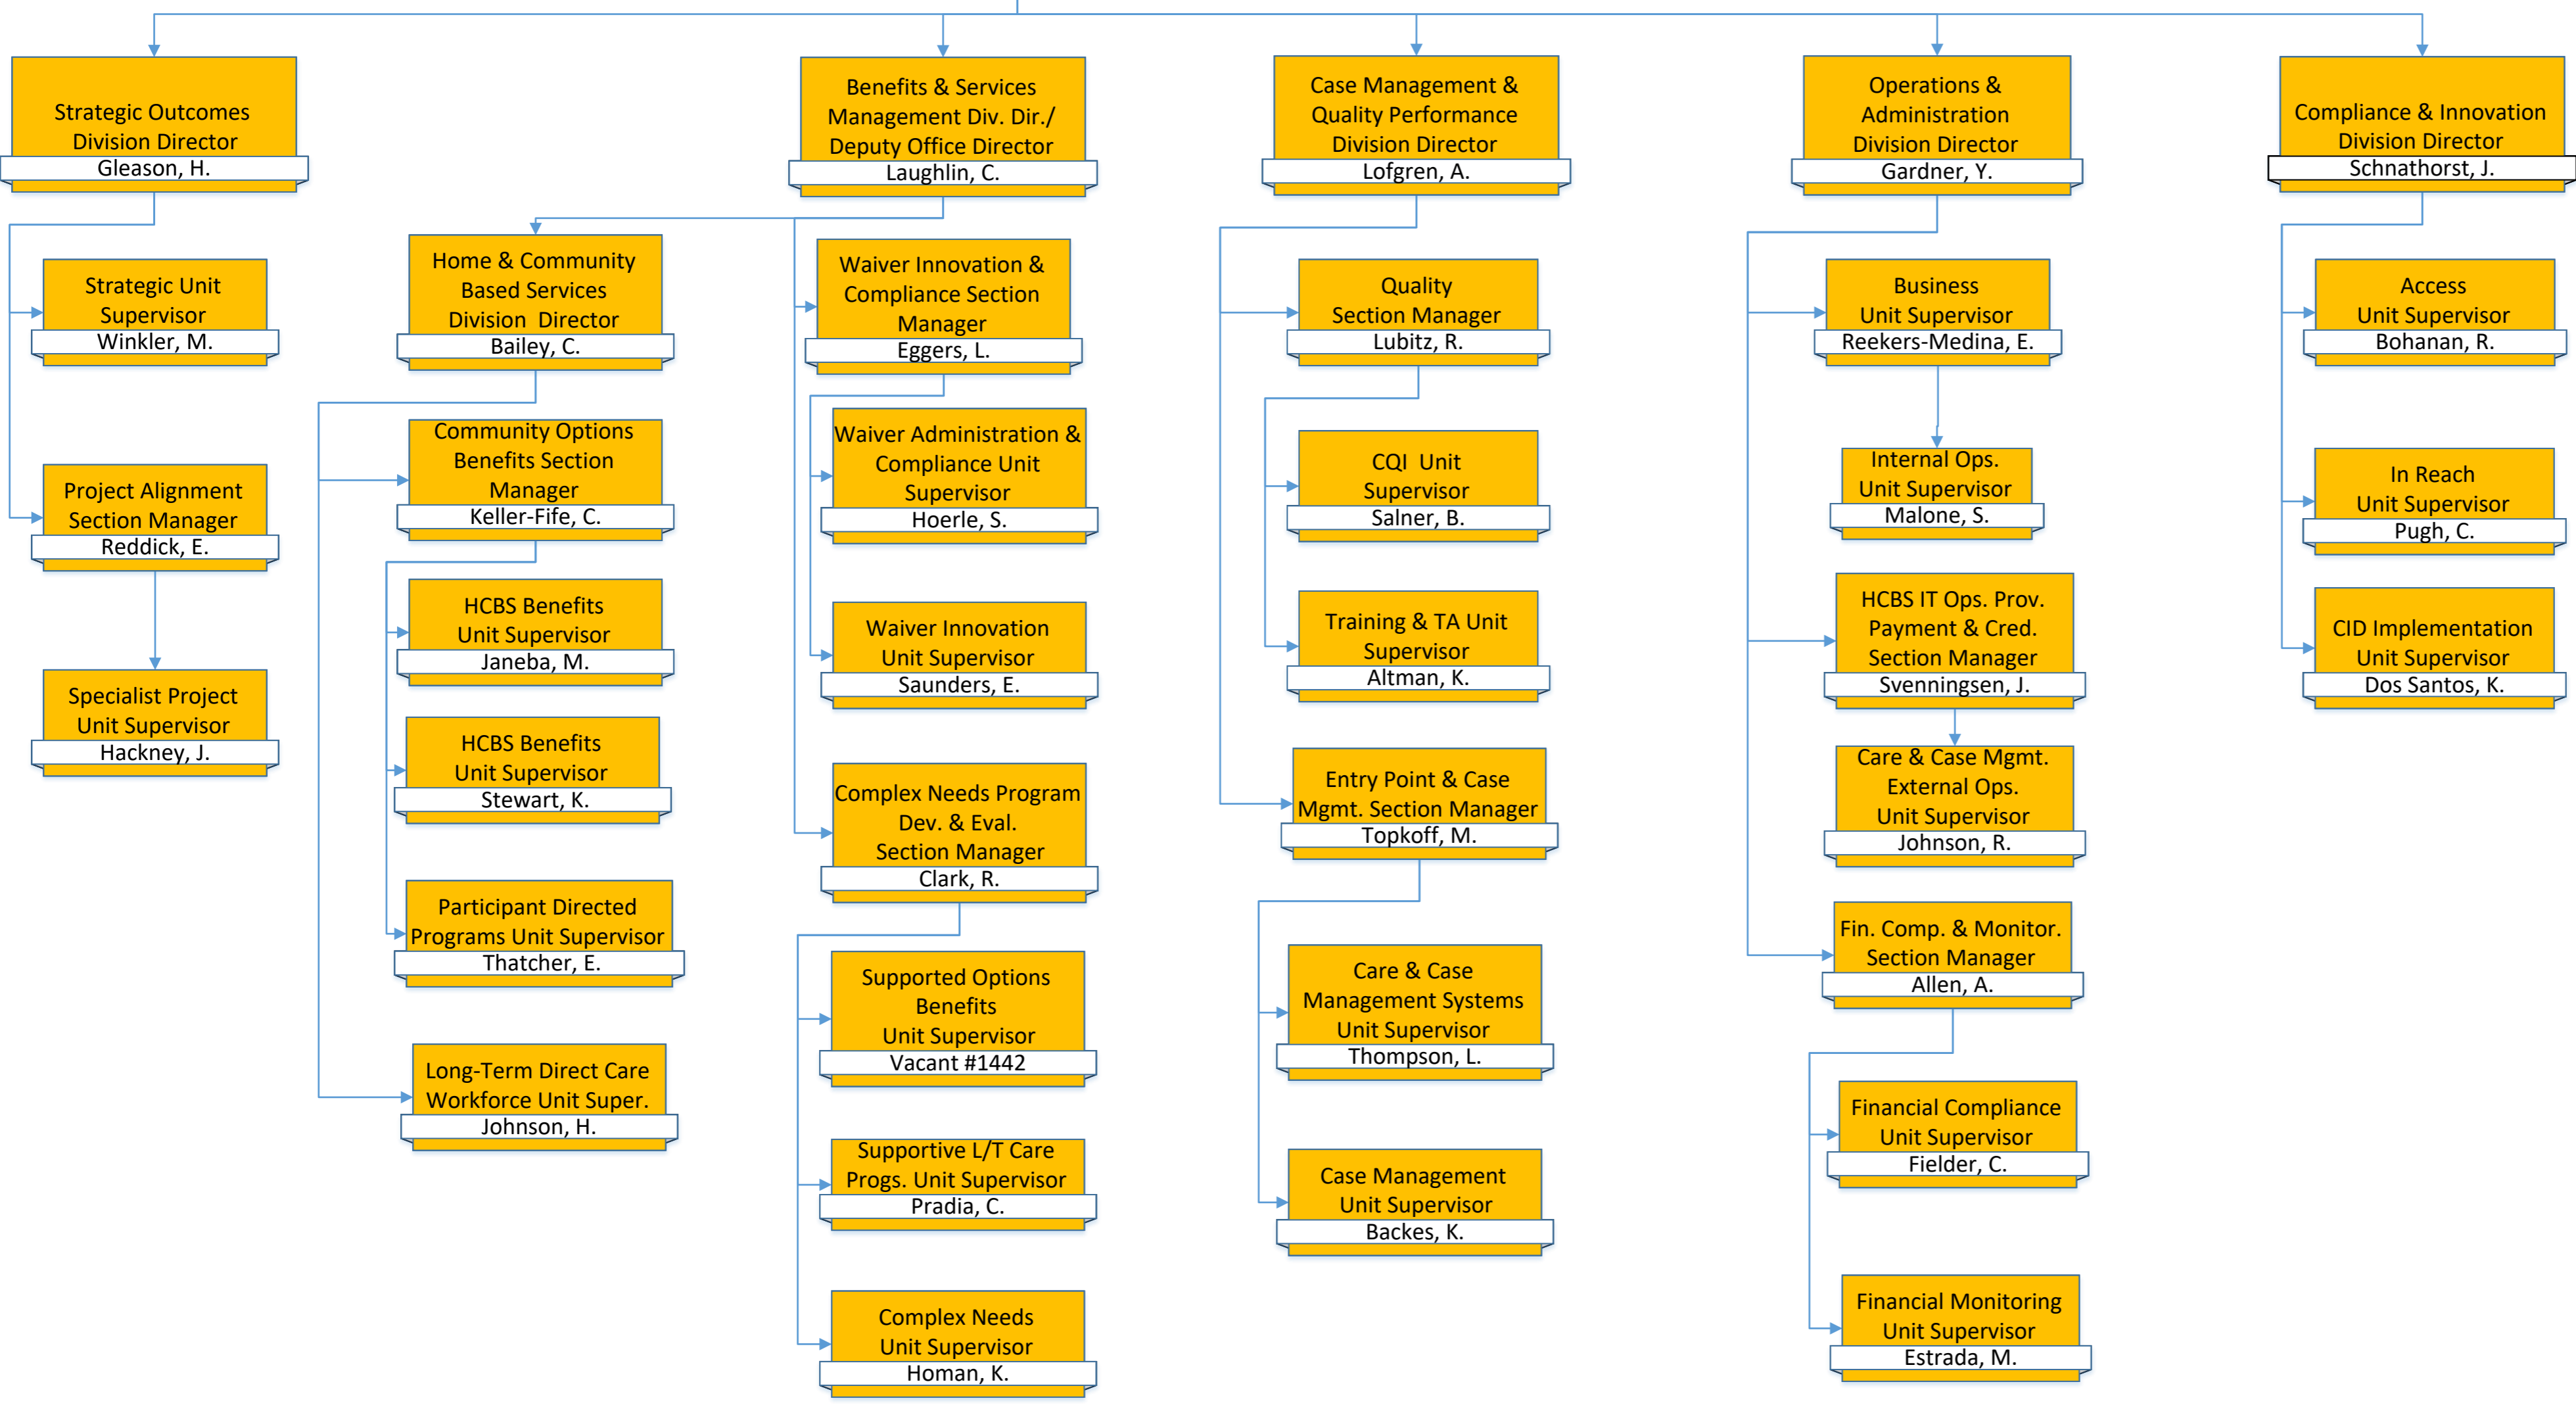 Strategic Outcomes
Division Director
Gleason, H.
Strategic Unit
Supervisor
Winkler, M.
Project Alignment
Section Manager
Reddick, E.
Specialist Project
Unit Supervisor
Hackney, J.
Benefits & Services
Management Div. Dir./
Deputy Office Director
Laughlin, C.
Home & Community
Based Services
Division  Director
Bailey, C.
Community Options
Benefits Section
Manager
Keller-Fife, C.
HCBS Benefits
Unit Supervisor
Janeba, M.
HCBS Benefits
Unit Supervisor
Stewart, K.
Participant Directed
Programs Unit Supervisor
Thatcher, E.
Long-Term Direct Care
Workforce Unit Super.
Johnson, H.
Waiver Innovation &
Compliance Section
Manager
Eggers, L.
Waiver Administration &
Compliance Unit
Supervisor
Hoerle, S.
Waiver Innovation
Unit Supervisor
Saunders, E.
Complex Needs Program
Dev. & Eval.
Section Manager
Clark, R.
Supported Options
Benefits
Unit Supervisor
Vacant #1442
Supportive L/T Care
Progs. Unit Supervisor
Pradia, C.
Complex Needs
Unit Supervisor
Homan, K.
Case Management &
Quality Performance
Division Director
Lofgren, A.
Quality
Section Manager
Lubitz, R.
CQI  Unit
Supervisor
Salner, B.
Training & TA Unit
Supervisor
Altman, K.
Entry Point & Case
Mgmt. Section Manager
Topkoff, M.
Care & Case
Management Systems
Unit Supervisor
Thompson, L.
Case Management
Unit Supervisor
Backes, K.
Operations &
Administration
Division Director
Gardner, Y.
Business
Unit Supervisor
Reekers-Medina, E.
Internal Ops.
Unit Supervisor
Malone, S.
HCBS IT Ops. Prov.
Payment & Cred.
Section Manager
Svenningsen, J.
Care & Case Mgmt.
External Ops.
Unit Supervisor
Johnson, R.
Fin. Comp. & Monitor.
Section Manager
Allen, A.
Financial Compliance
Unit Supervisor
Fielder, C.
Financial Monitoring
Unit Supervisor
Estrada, M.
Compliance & Innovation
Division Director
Schnathorst, J.
Access
Unit Supervisor
Bohanan, R.
In Reach
Unit Supervisor
Pugh, C.
CID Implementation
Unit Supervisor
Dos Santos, K.